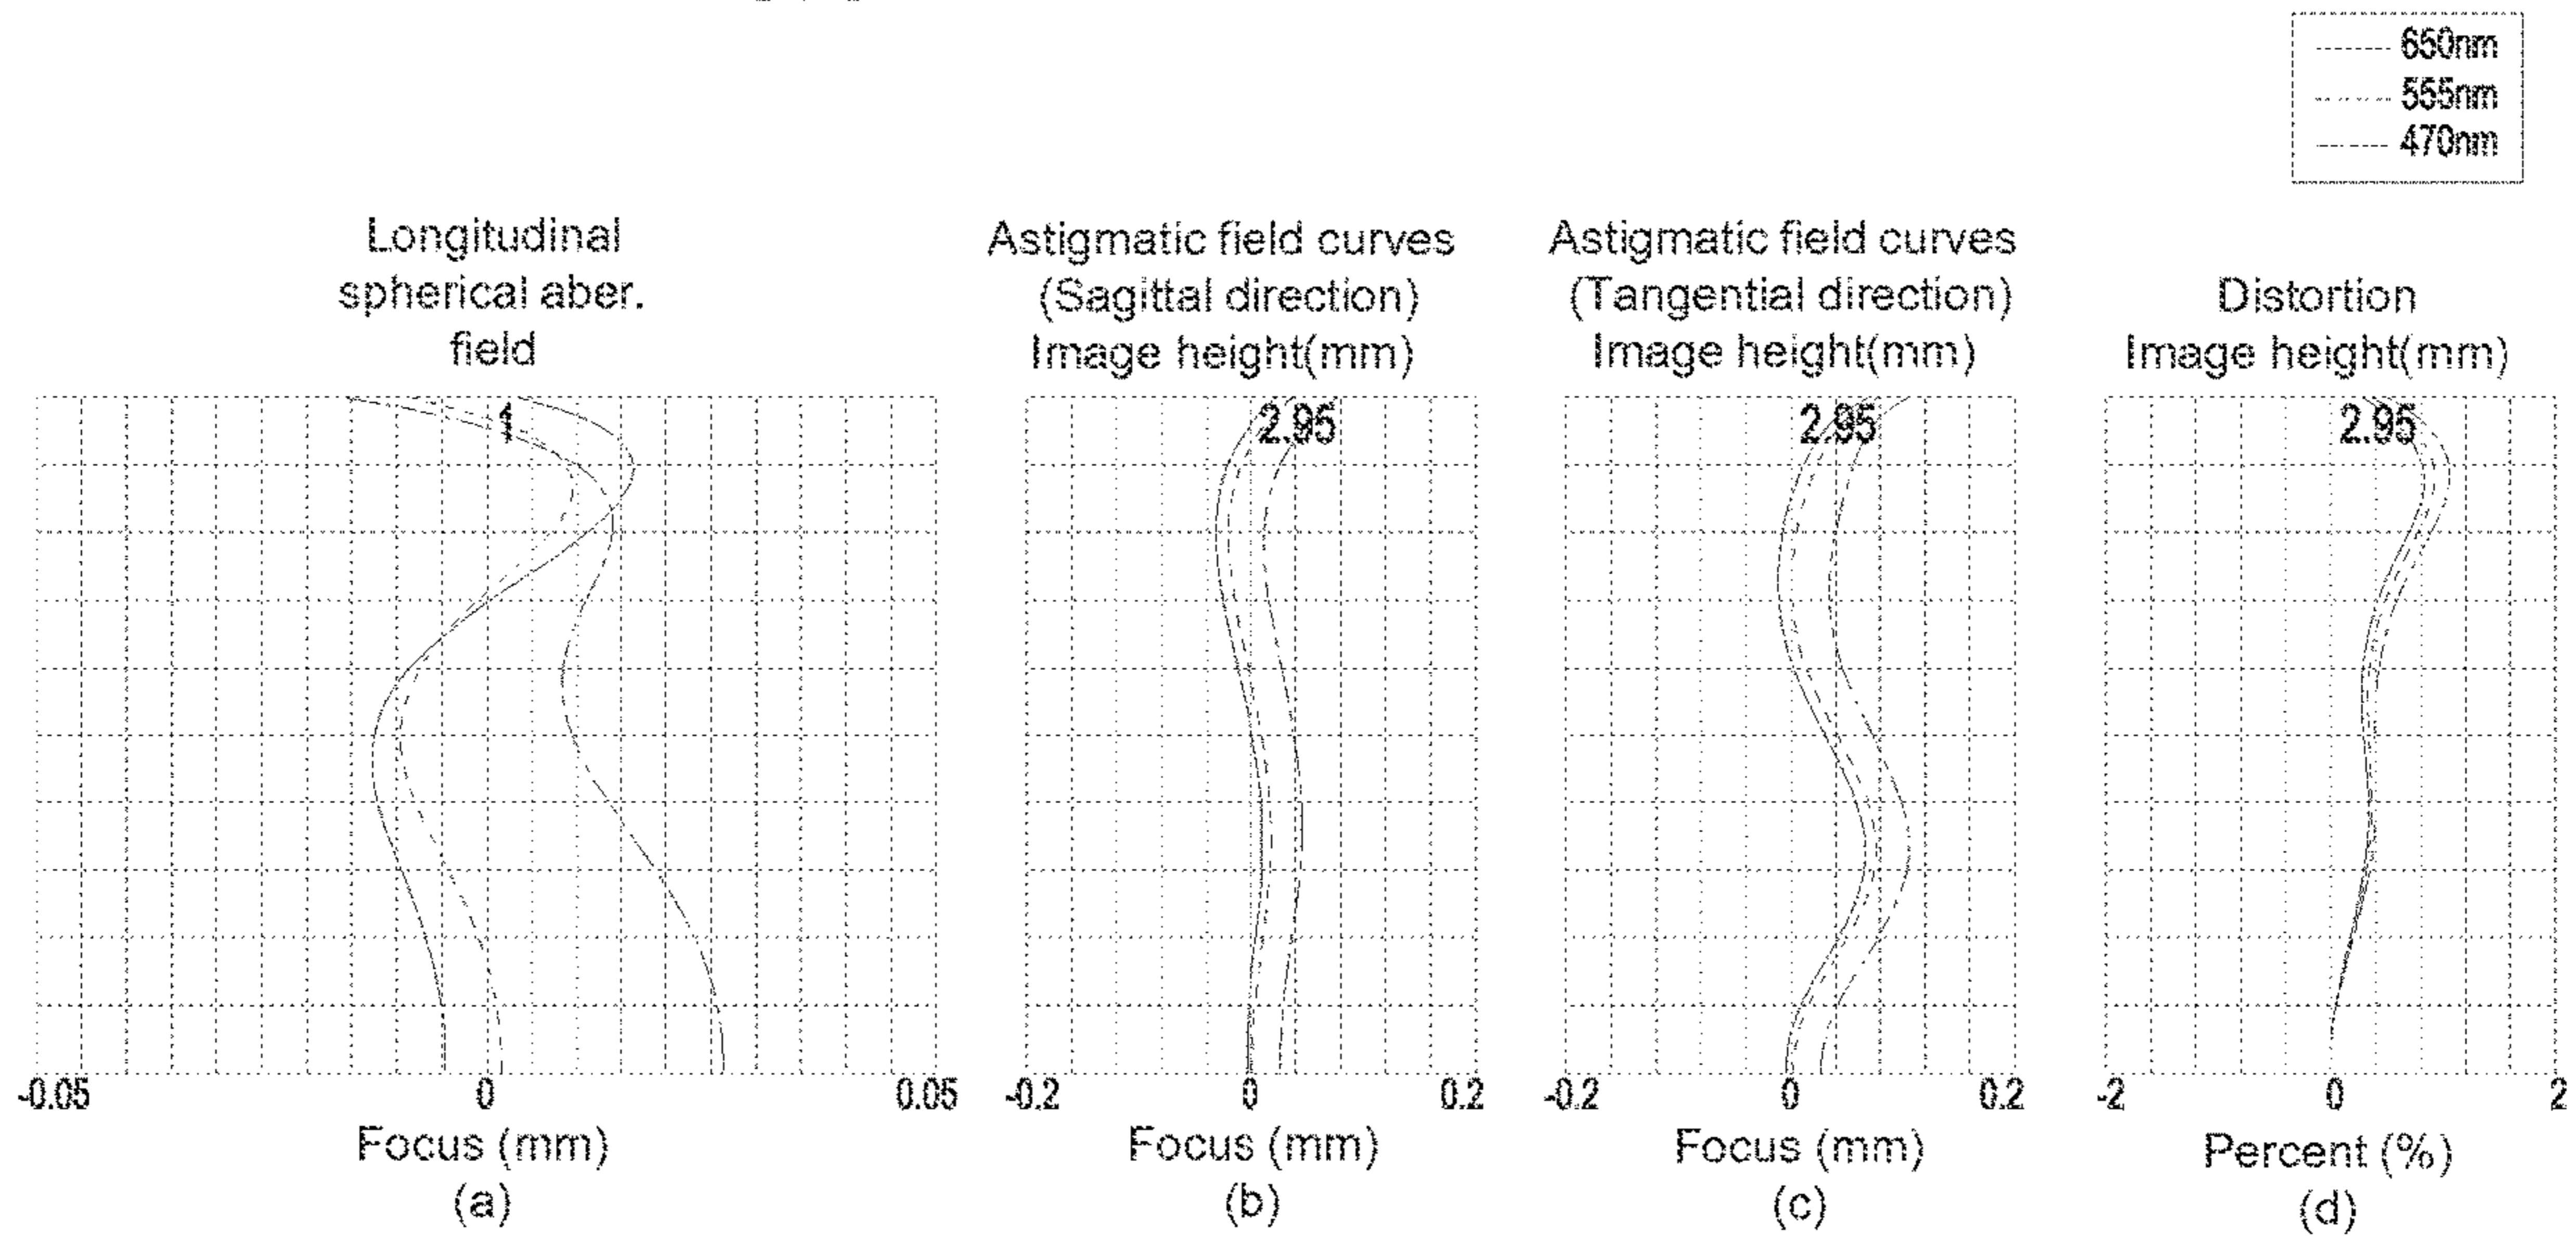 650nm
555nm
470nm
Longitudinal
spherical aber.
field
Astigmatic field curves
(Sagittal direction)
Image height(mm)
Astigmatic field curves
(Tangential direction)
Image height(mm)
Distortion
Image height(mm)
1
2.95
2.95
2.95
-0.05 0 0.05
-0.2 0 0.2
-0.2 0 0.2
-2 0 2
Focus (mm)
(a)
Focus (mm)
(b)
Focus (mm)
(c)
Percent (%)
(d)